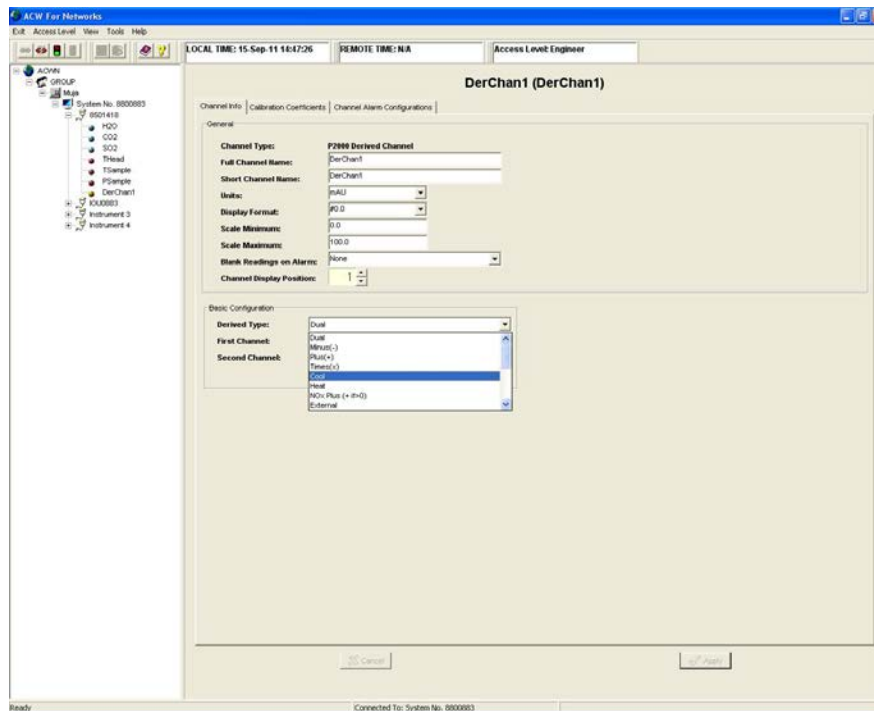 ACW For Networks
Exit Access Level View Tools Help
LOCAL TIME: 15-Sep-11 14:47:26 REMOTE TIME: N/A Access Level: Engineer
ACWN
GROUP
Muja
System No. 8800883
8501418
H2O
CO2
SO2
THead
TSample
PSample
DerChan1
IOU0883
Instrument 3
Instrument 4
DerChan1 (DerChan1)
Channel Info Calibration Coefficients Channel Alarm Configurations
General
Channel Type: P2000 Derived Channel
Full Channel Name: DerChan1
Short Channel Name: DerChan1
Units: mAU
Display Format: #0.0
Scale Minimum: 0.0
Scale Maximum: 100.0
Blank Readings on Alarm: None
Channel Display Position: 1
Basic Configuration
Derived Type: Dual
First Channel:
Second Channel:
Dual
Minus(-)
Plus(+)
Times(x)
Cool
Heat
NOx Plus (+ if>0)
External
Cancel Apply
Ready Connected To: System No. 8800883